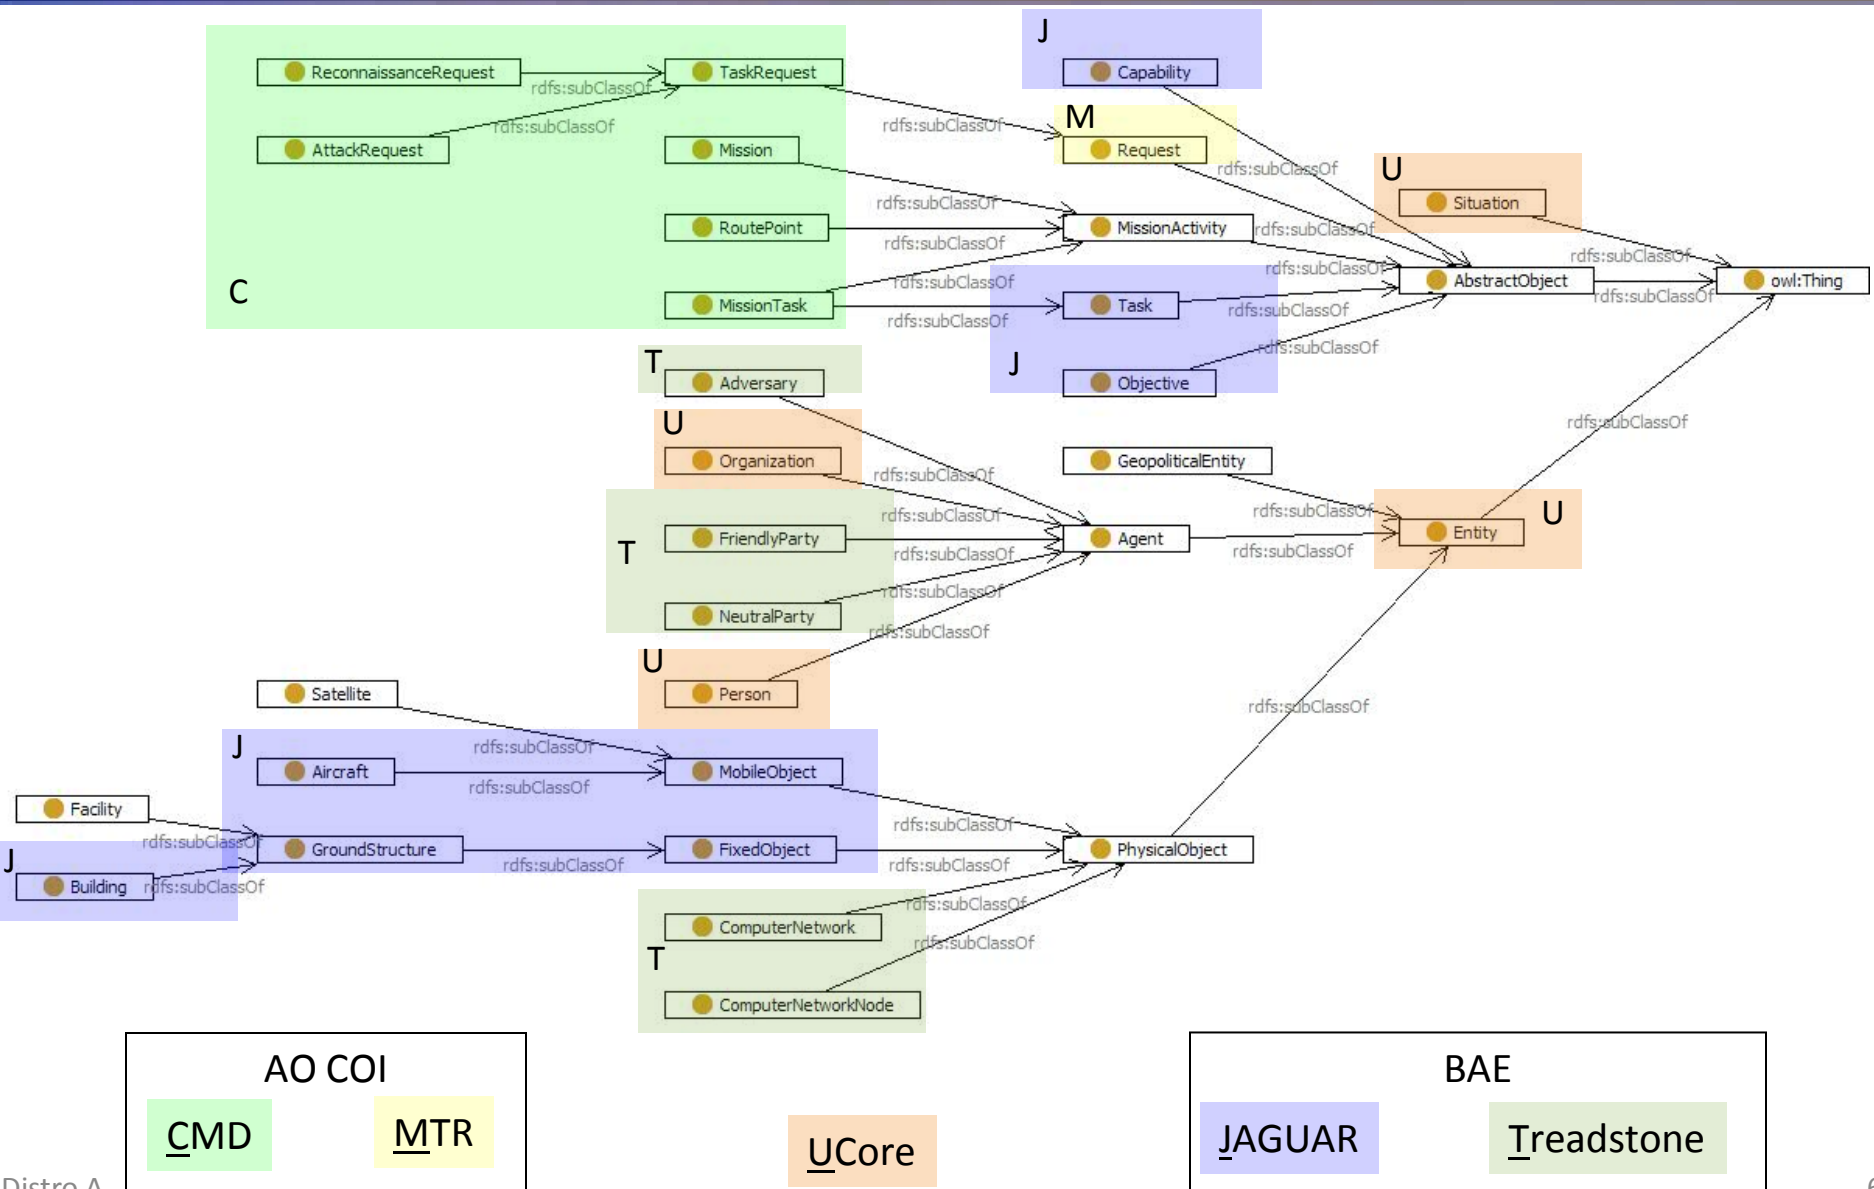 J
ReconnaissanceRequest
rdfs:subClassOf
TaskRequest
Capability
rdfs:subClassOf
AttackRequest
Mission
rdfs:subClassOf
M
Request
rdfs:subClassOf
U
Situation
rdfs:subClassOf
RoutePoint
rdfs:subClassOf
MissionActivity
rdfs:subClassOf
rdfs:subClassOf
C
MissionTask
rdfs:subClassOf
rdfs:subClassOf
rdfs:subClassOf
Task
rdfs:subClassOf
AbstractObject
rdfs:subClassOf
owl:Thing
J
Objective
rdfs:subClassOf
T
Adversary
rdfs:subClassOf
U
Organization
rdfs:subClassOf
GeopoliticalEntity
rdfs:subClassOf
rdfs:subClassOf
T
FriendlyParty
rdfs:subClassOf
Agent
rdfs:subClassOf
Entity
U
NeutralParty
rdfs:subClassOf
rdfs:subClassOf
U
Person
Satellite
rdfs:subClassOf
rdfs:subClassOf
J
Aircraft
rdfs:subClassOf
MobileObject
rdfs:subClassOf
Facility
rdfs:subClassOf
GroundStructure
rdfs:subClassOf
FixedObject
rdfs:subClassOf
PhysicalObject
J
Building
rdfs:subClassOf
T
ComputerNetwork
rdfs:subClassOf
rdfs:subClassOf
ComputerNetworkNode
AO COI
CMD
MTR
UCore
BAE
JAGUAR
Treadstone
Distro A